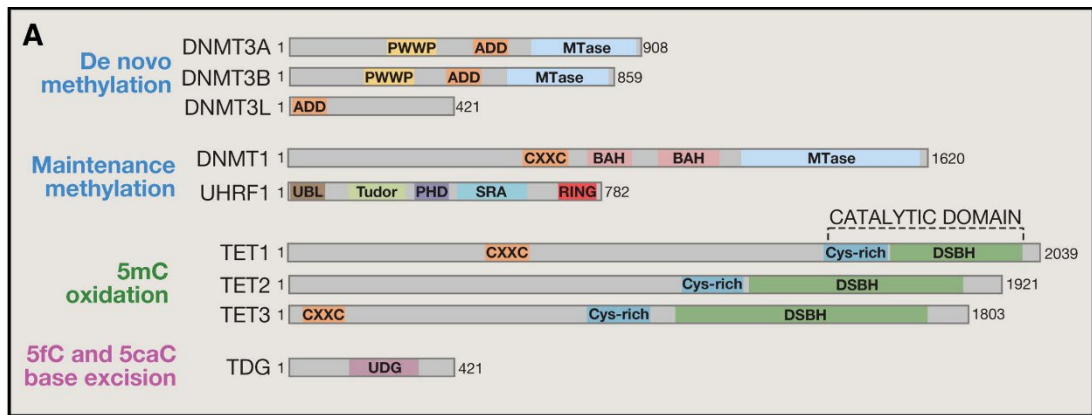 A
De novo
methylation
DNMT3A 1 PWWP ADD MTase 908
DNMT3B 1 PWWP ADD MTase 859
DNMT3L 1 ADD 421
Maintenance
methylation
DNMT1 1 CXXC BAH BAH MTase 1620
UHRF1 1 UBL Tudor PHD SRA RING 782
CATALYTIC DOMAIN
5mC
oxidation
TET1 1 CXXC Cys-rich DSBH 2039
TET2 1 Cys-rich DSBH 1921
TET3 1 CXXC Cys-rich DSBH 1803
5fC and 5caC
base excision
TDG 1 UDG 421